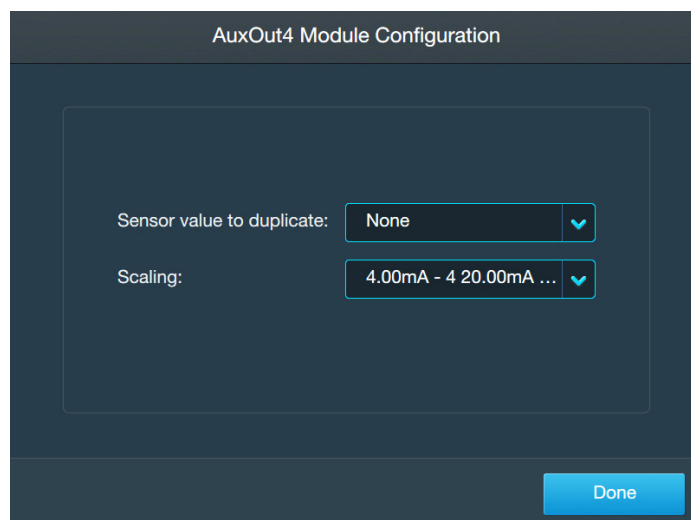 AuxOut4 Module Configuration
Sensor value to duplicate: None
Scaling: 4.00mA - 4 20.00mA ...
Done